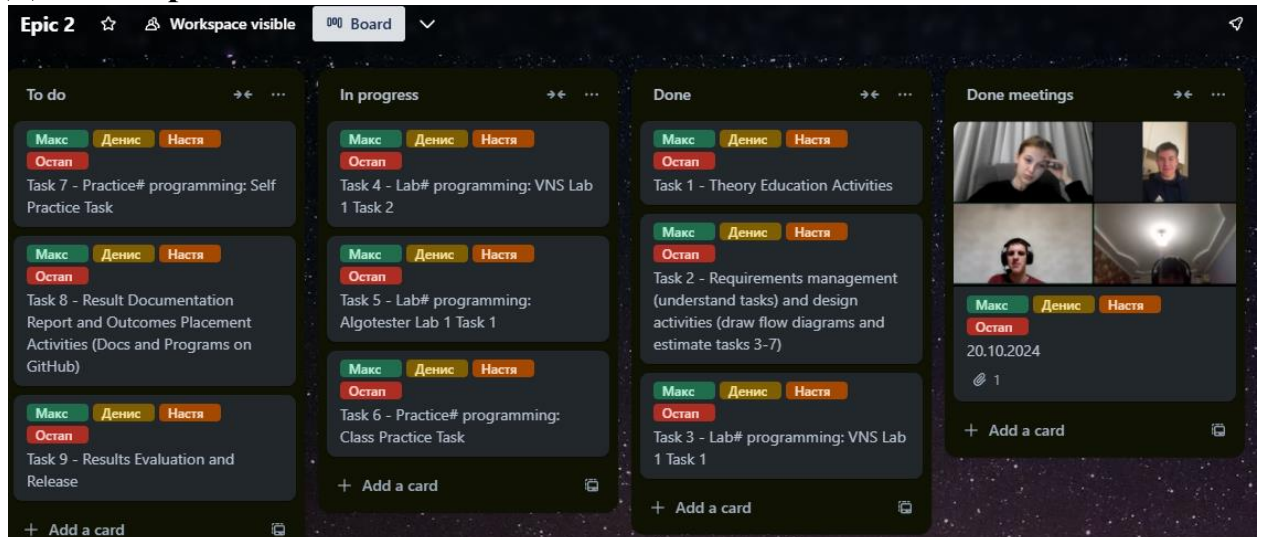 Epic 2
Workspace visible
Board
To do
Макс Денис Настя
Остап
Task 7 - Practice# programming: Self
Practice Task
Макс Денис Настя
Остап
Task 8 - Result Documentation
Report and Outcomes Placement
Activities (Docs and Programs on
GitHub)
Макс Денис Настя
Остап
Task 9 - Results Evaluation and
Release
+ Add a card
In progress
Макс Денис Настя
Остап
Task 4 - Lab# programming: VNS Lab
1 Task 2
Макс Денис Настя
Остап
Task 5 - Lab# programming:
Algotester Lab 1 Task 1
Макс Денис Настя
Остап
Task 6 - Practice# programming:
Class Practice Task
+ Add a card
Done
Макс Денис Настя
Остап
Task 1 - Theory Education Activities
Макс Денис Настя
Остап
Task 2 - Requirements management
(understand tasks) and design
activities (draw flow diagrams and
estimate tasks 3-7)
Макс Денис Настя
Остап
Task 3 - Lab# programming: VNS Lab
1 Task 1
+ Add a card
Done meetings
Макс Денис Настя
Остап
20.10.2024
1
+ Add a card